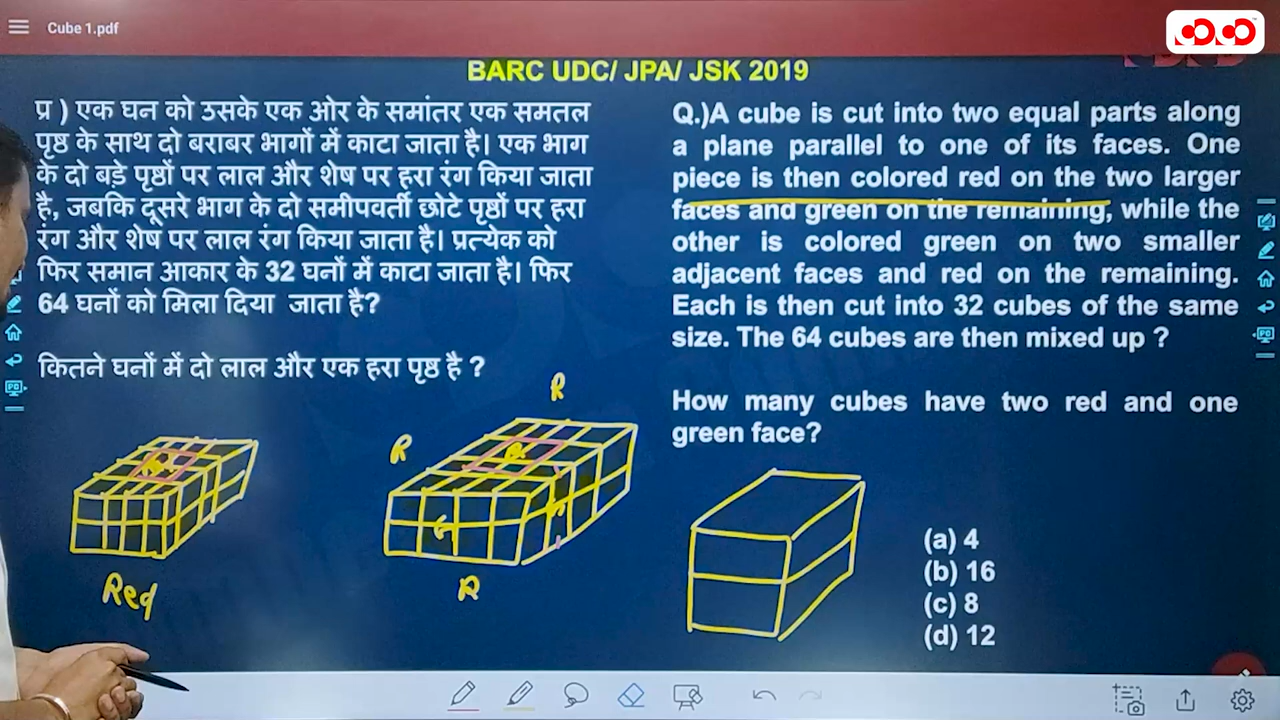 Cube 1.pdf
BARC UDC/ JPA/ JSK 2019
प्र ) एक घन को उसके एक ओर के समांतर एक समतल
पृष्ठ के साथ दो बराबर भागों में काटा जाता है। एक भाग
के दो बड़े पृष्ठों पर लाल और शेष पर हरा रंग किया जाता
है, जबकि दूसरे भाग के दो समीपवर्ती छोटे पृष्ठों पर हरा
रंग और शेष पर लाल रंग किया जाता है। प्रत्येक को
फिर समान आकार के 32 घनों में काटा जाता है। फिर
64 घनों को मिला दिया जाता है?
कितने घनों में दो लाल और एक हरा पृष्ठ है ?
Q.)A cube is cut into two equal parts along
a plane parallel to one of its faces. One
piece is then colored red on the two larger
faces and green on the remaining, while the
other is colored green on two smaller
adjacent faces and red on the remaining.
Each is then cut into 32 cubes of the same
size. The 64 cubes are then mixed up ?
How many cubes have two red and one
green face?
(a) 4
(b) 16
(c) 8
(d) 12
R
R
R
G
R
Red